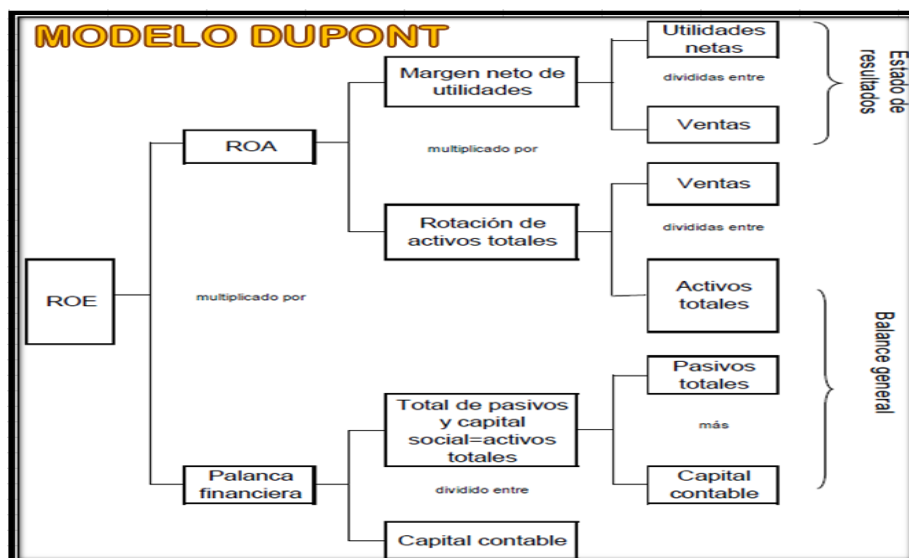 MODELO DUPONT
Utilidades
netas
Margen neto de
utilidades
divididas entre
Estado de
resultados
Ventas
ROA
multiplicado por
Ventas
Rotación de
activos totales
divididas entre
ROE
multiplicado por
Activos
totales
Balance general
Pasivos
totales
Total de pasivos
y capital
social=activos
totales
más
Palanca
financiera
dividido entre
Capital
contable
Capital contable